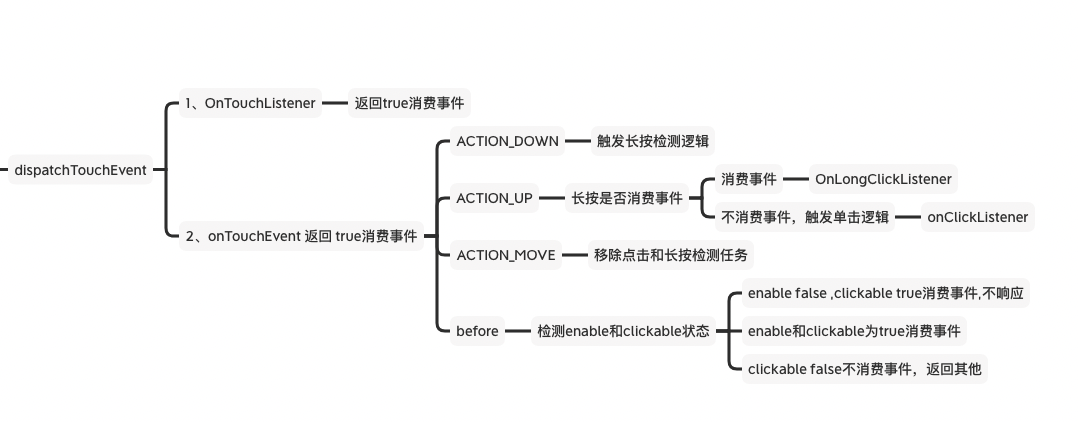 dispatchTouchEvent
1、OnTouchListener
返回true消费事件
2、onTouchEvent 返回 true消费事件
ACTION_DOWN
触发长按检测逻辑
ACTION_UP
长按是否消费事件
消费事件
OnLongClickListener
不消费事件，触发单击逻辑
onClickListener
ACTION_MOVE
移除点击和长按检测任务
before
检测enable和clickable状态
enable false ,clickable true消费事件,不响应
enable和clickable为true消费事件
clickable false不消费事件，返回其他